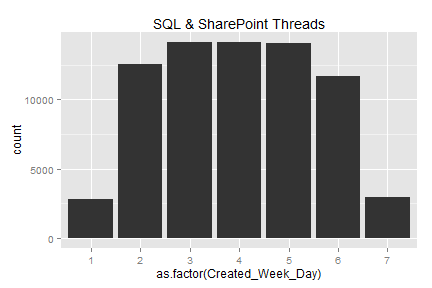 SQL & SharePoint Threads
10000
5000
0
count
1 2 3 4 5 6 7
as.factor(Created_Week_Day)